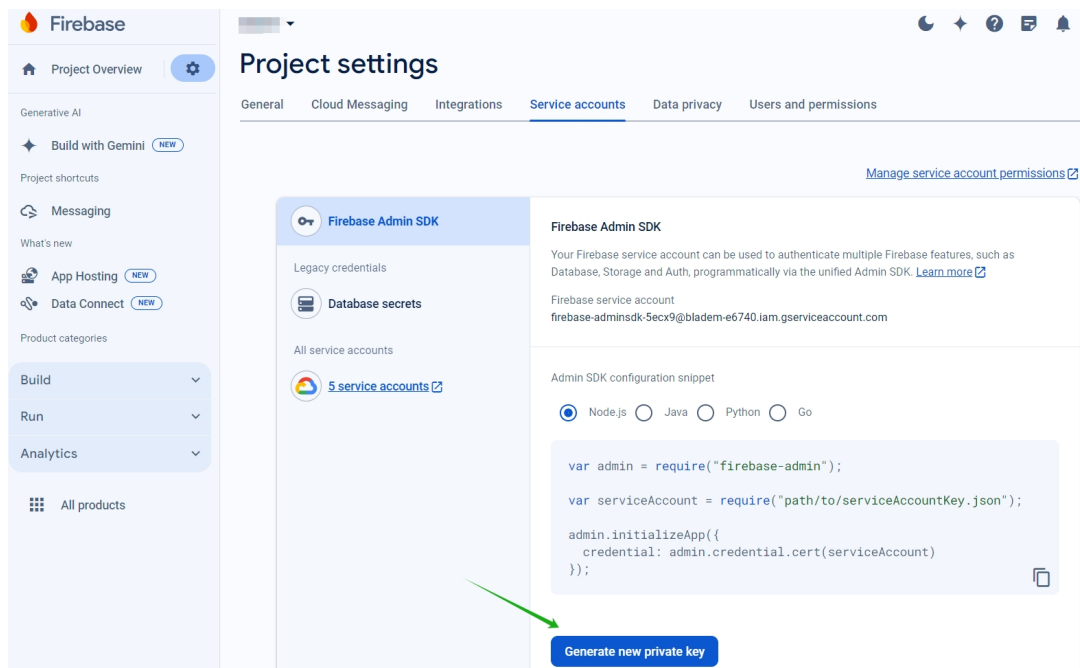 Firebase
Project Overview
Generative AI
Build with Gemini NEW
Project shortcuts
Messaging
What's new
App Hosting NEW
Data Connect NEW
Product categories
Build
Run
Analytics
All products
Project settings
General Cloud Messaging Integrations Service accounts Data privacy Users and permissions
Manage service account permissions
Firebase Admin SDK
Legacy credentials
Database secrets
All service accounts
5 service accounts
Firebase Admin SDK
Your Firebase service account can be used to authenticate multiple Firebase features, such as
Database, Storage and Auth, programmatically via the unified Admin SDK. Learn more
Firebase service account
firebase-adminsdk-5ecx9@bladem-e6740.iam.gserviceaccount.com
Admin SDK configuration snippet
Node.js Java Python Go
var admin = require("firebase-admin");
var serviceAccount = require("path/to/serviceAccountKey.json");
admin.initializeApp({
credential: admin.credential.cert(serviceAccount)
});
Generate new private key